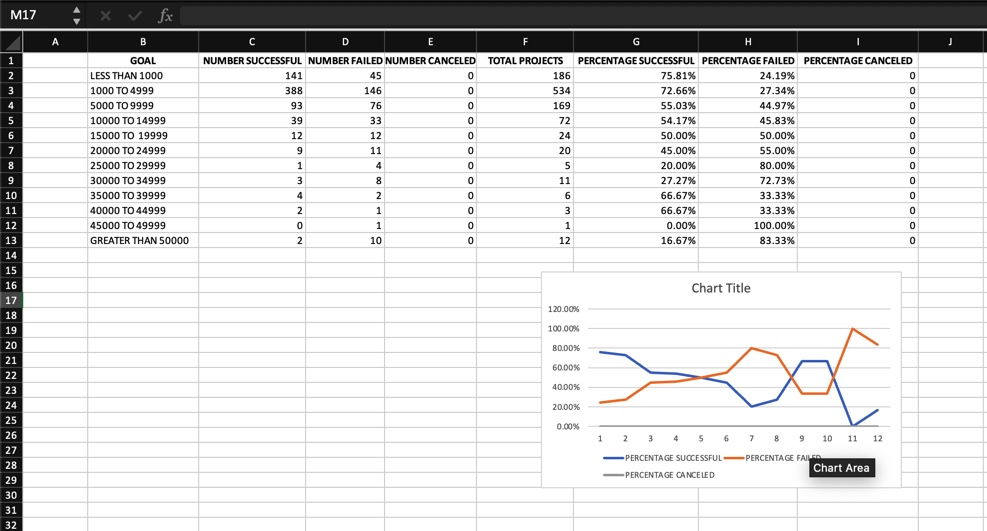 M17 fx
A B C D E F G H I J
1 GOAL NUMBER SUCCESSFUL NUMBER FAILED NUMBER CANCELED TOTAL PROJECTS PERCENTAGE SUCCESSFUL PERCENTAGE FAILED PERCENTAGE CANCELED
2 LESS THAN 1000 141 45 0 186 75.81% 24.19% 0
3 1000 TO 4999 388 146 0 534 72.66% 27.34% 0
4 5000 TO 9999 93 76 0 169 55.03% 44.97% 0
5 10000 TO 14999 39 33 0 72 54.17% 45.83% 0
6 15000 TO 19999 12 12 0 24 50.00% 50.00% 0
7 20000 TO 24999 9 11 0 20 45.00% 55.00% 0
8 25000 TO 29999 1 4 0 5 20.00% 80.00% 0
9 30000 TO 34999 3 8 0 11 27.27% 72.73% 0
10 35000 TO 39999 4 2 0 6 66.67% 33.33% 0
11 40000 TO 44999 2 1 0 3 66.67% 33.33% 0
12 45000 TO 49999 0 1 0 1 0.00% 100.00% 0
13 GREATER THAN 50000 2 10 0 12 16.67% 83.33% 0
14
15
16
17
18
19
20
21
22
23
24
25
26
27
28
29
30
31
32
Chart Title
120.00%
100.00%
80.00%
60.00%
40.00%
20.00%
0.00%
1 2 3 4 5 6 7 8 9 10 11 12
PERCENTAGE SUCCESSFUL PERCENTAGE FAILED
PERCENTAGE CANCELED
Chart Area